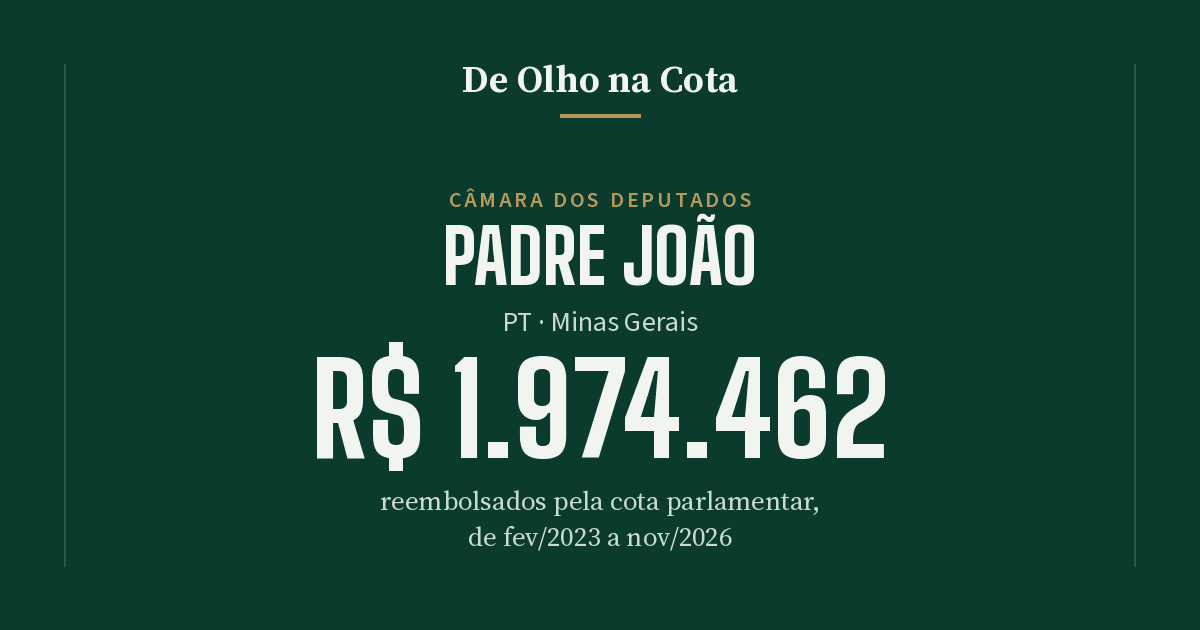 De Olho na Cota
CÂMARA DOS DEPUTADOS
PADRE JOÃO
PT · Minas Gerais
R$ 1.974.462
reembolsados pela cota parlamentar,
de fev/2023 a nov/2026